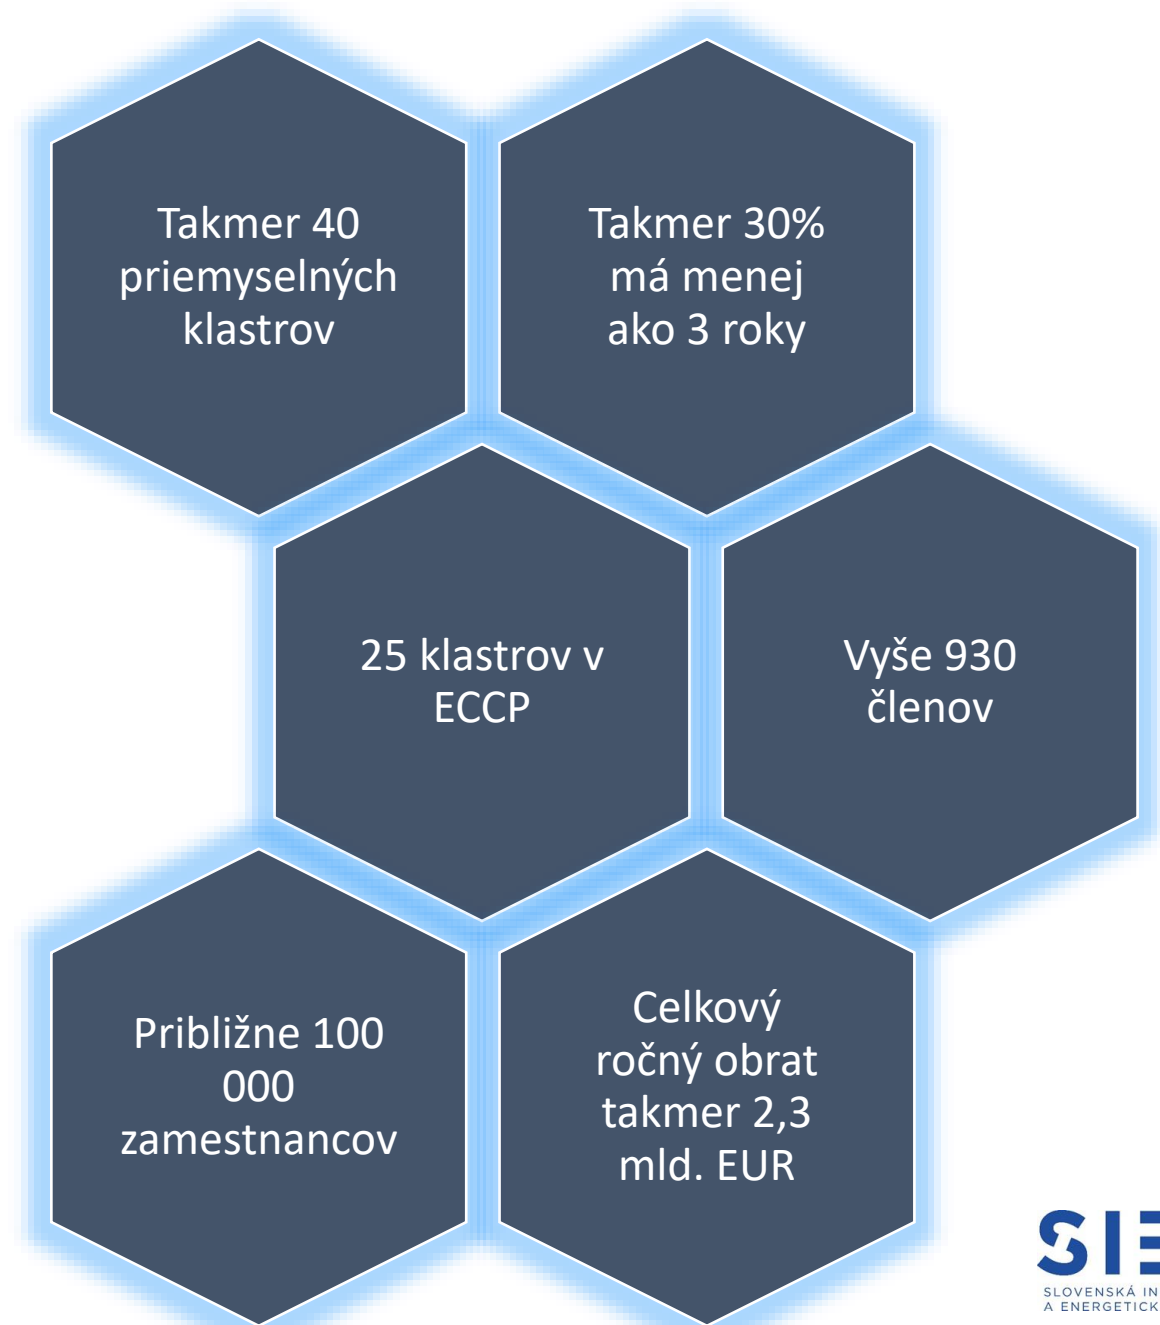 Takmer 40
priemyselných
klastrov
Takmer 30%
má menej
ako 3 roky
25 klastrov v
ECCP
Vyše 930
členov
Približne 100
000
zamestnancov
Celkový
ročný obrat
takmer 2,3
mld. EUR
SIE
SLOVENSKÁ IN
A ENERGETICK